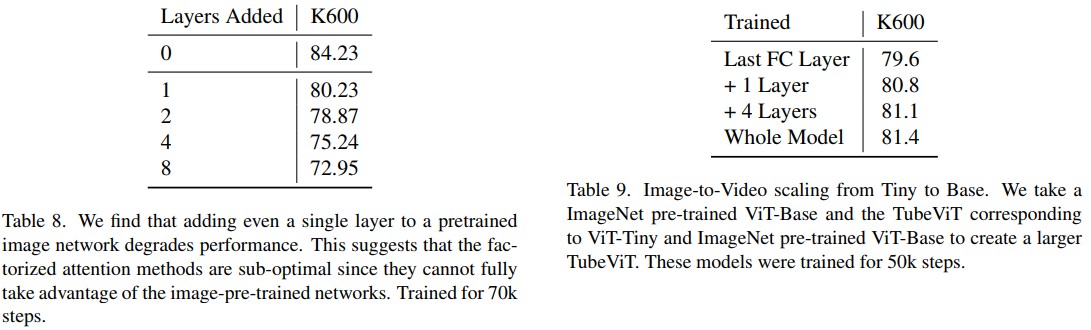 Layers Added K600
0 84.23
1 80.23
2 78.87
4 75.24
8 72.95
Table 8. We find that adding even a single layer to a pretrained
image network degrades performance. This suggests that the fac-
torized attention methods are sub-optimal since they cannot fully
take advantage of the image-pre-trained networks. Trained for 70k
steps.
Trained K600
Last FC Layer 79.6
+ 1 Layer 80.8
+ 4 Layers 81.1
Whole Model 81.4
Table 9. Image-to-Video scaling from Tiny to Base. We take a
ImageNet pre-trained ViT-Base and the TubeViT corresponding
to ViT-Tiny and ImageNet pre-trained ViT-Base to create a larger
TubeViT. These models were trained for 50k steps.